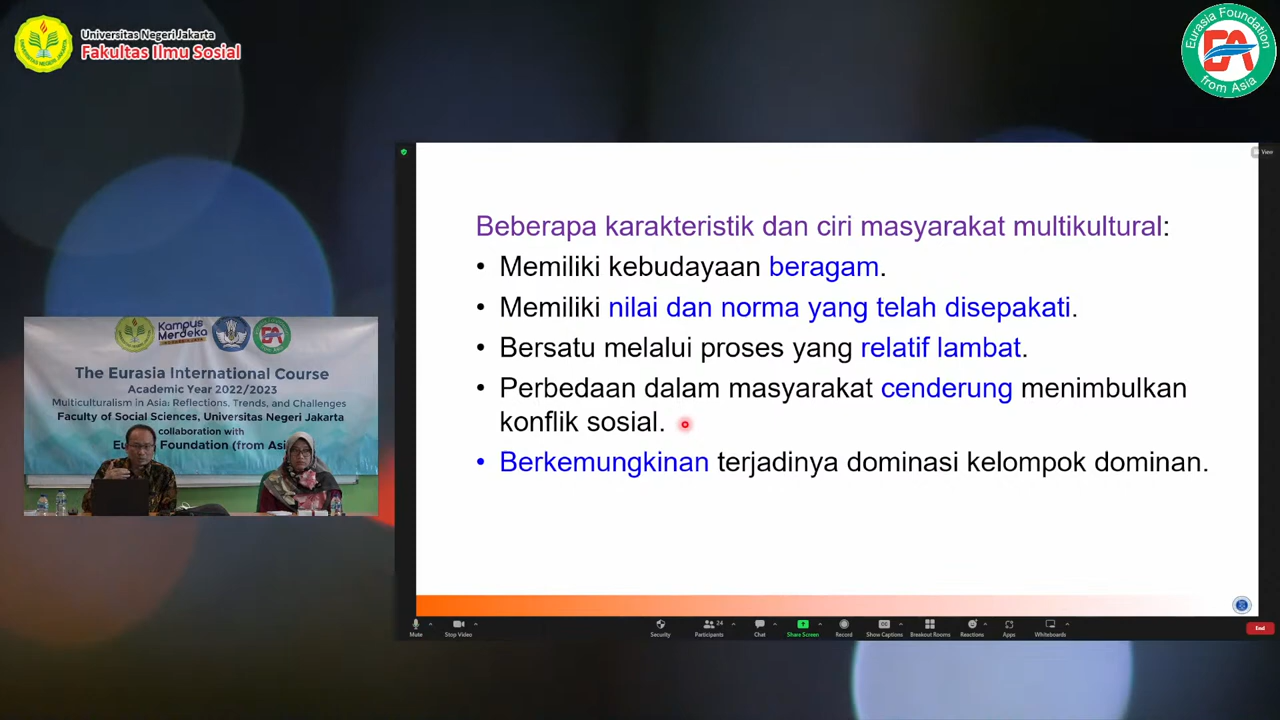 Universitas Negeri Jakarta
Fakultas Ilmu Sosial
Eurasia Foundation
EA
from Asia
View
Beberapa karakteristik dan ciri masyarakat multikultural:
• Memiliki kebudayaan beragam.
• Memiliki nilai dan norma yang telah disepakati.
• Bersatu melalui proses yang relatif lambat.
• Perbedaan dalam masyarakat cenderung menimbulkan
konflik sosial.
• Berkemungkinan terjadinya dominasi kelompok dominan.
Kampus
Merdeka
The Eurasia International Course
Academic Year 2022/2023
Multiculturalism in Asia: Reflections, Trends, and Challenges
Faculty of Social Sciences, Universitas Negeri Jakarta
collaboration with
Foundation (from Asia
Mute
Stop Video
Security
Participants
24
Chat
Share Screen
Record
Show Captions
Breakout Rooms
Reactions
Apps
Whiteboards
End